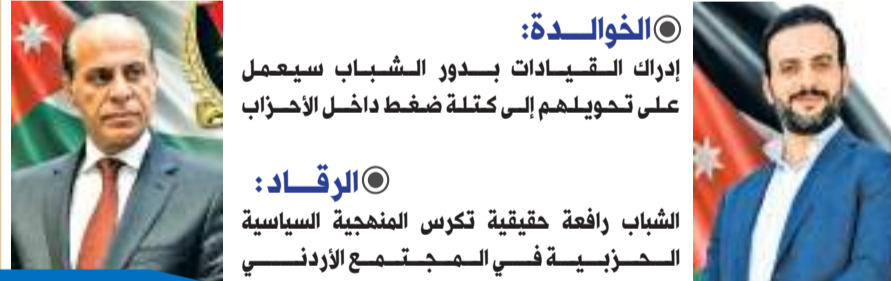 الخوالدة:
إدراك القيادات بدور الشباب سيعمل
على تحويلهم إلى كتلة ضغط داخل الأحزاب
الرقاد:
الشباب رافعة حقيقية تكرس المنهجية السياسية
الحزبية في المجتمع الأردني